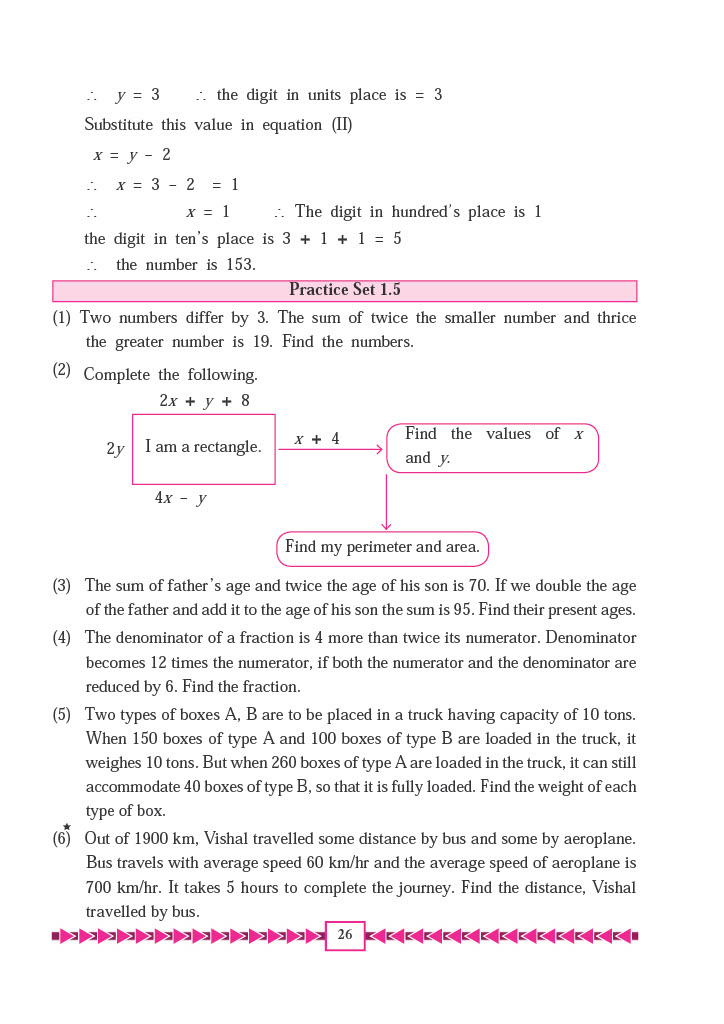 ∴ y = 3 ∴ the digit in units place is = 3
Substitute this value in equation (II)
x = y – 2
∴ x = 3 – 2 = 1
∴ x = 1 ∴ The digit in hundred's place is 1
the digit in ten's place is 3 + 1 + 1 = 5
∴ the number is 153.
Practice Set 1.5
(1) Two numbers differ by 3. The sum of twice the smaller number and thrice
the greater number is 19. Find the numbers.
(2) Complete the following.
2x + y + 8
2y
I am a rectangle.
x + 4
4x – y
Find the values of x
and y.
Find my perimeter and area.
(3) The sum of father's age and twice the age of his son is 70. If we double the age
of the father and add it to the age of his son the sum is 95. Find their present ages.
(4) The denominator of a fraction is 4 more than twice its numerator. Denominator
becomes 12 times the numerator, if both the numerator and the denominator are
reduced by 6. Find the fraction.
(5) Two types of boxes A, B are to be placed in a truck having capacity of 10 tons.
When 150 boxes of type A and 100 boxes of type B are loaded in the truck, it
weighes 10 tons. But when 260 boxes of type A are loaded in the truck, it can still
accommodate 40 boxes of type B, so that it is fully loaded. Find the weight of each
type of box.
★
(6) Out of 1900 km, Vishal travelled some distance by bus and some by aeroplane.
Bus travels with average speed 60 km/hr and the average speed of aeroplane is
700 km/hr. It takes 5 hours to complete the journey. Find the distance, Vishal
travelled by bus.
26